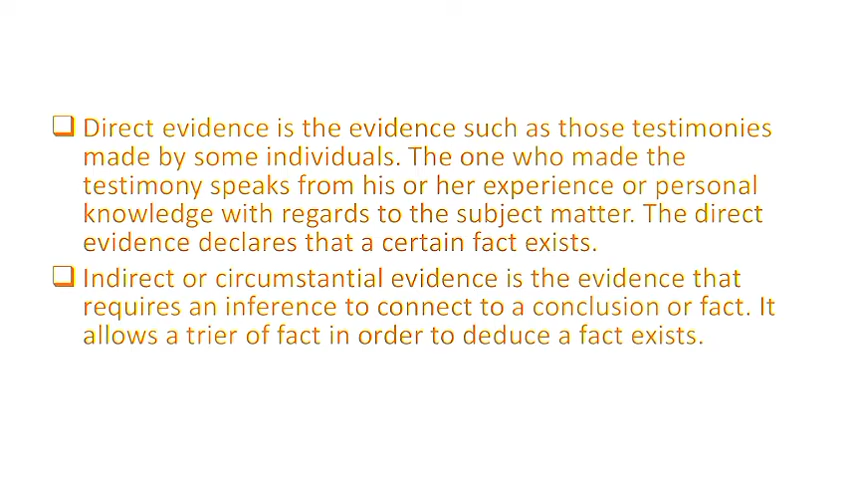 ❑ Direct evidence is the evidence such as those testimonies
made by some individuals. The one who made the
testimony speaks from his or her experience or personal
knowledge with regards to the subject matter. The direct
evidence declares that a certain fact exists.
❑ Indirect or circumstantial evidence is the evidence that
requires an inference to connect to a conclusion or fact. It
allows a trier of fact in order to deduce a fact exists.